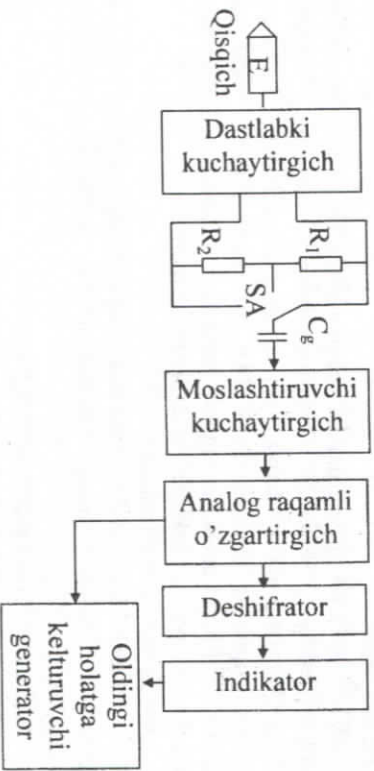 E
Qisqich
Dastlabki
kuchaytirgich
R₁
R₂
SA
Cg
Moslashtiruvchi
kuchaytirgich
Analog raqamli
o'zgartirgich
Deshifrator
Indikator
Oldingi
holatga
kelturuvchi
generator